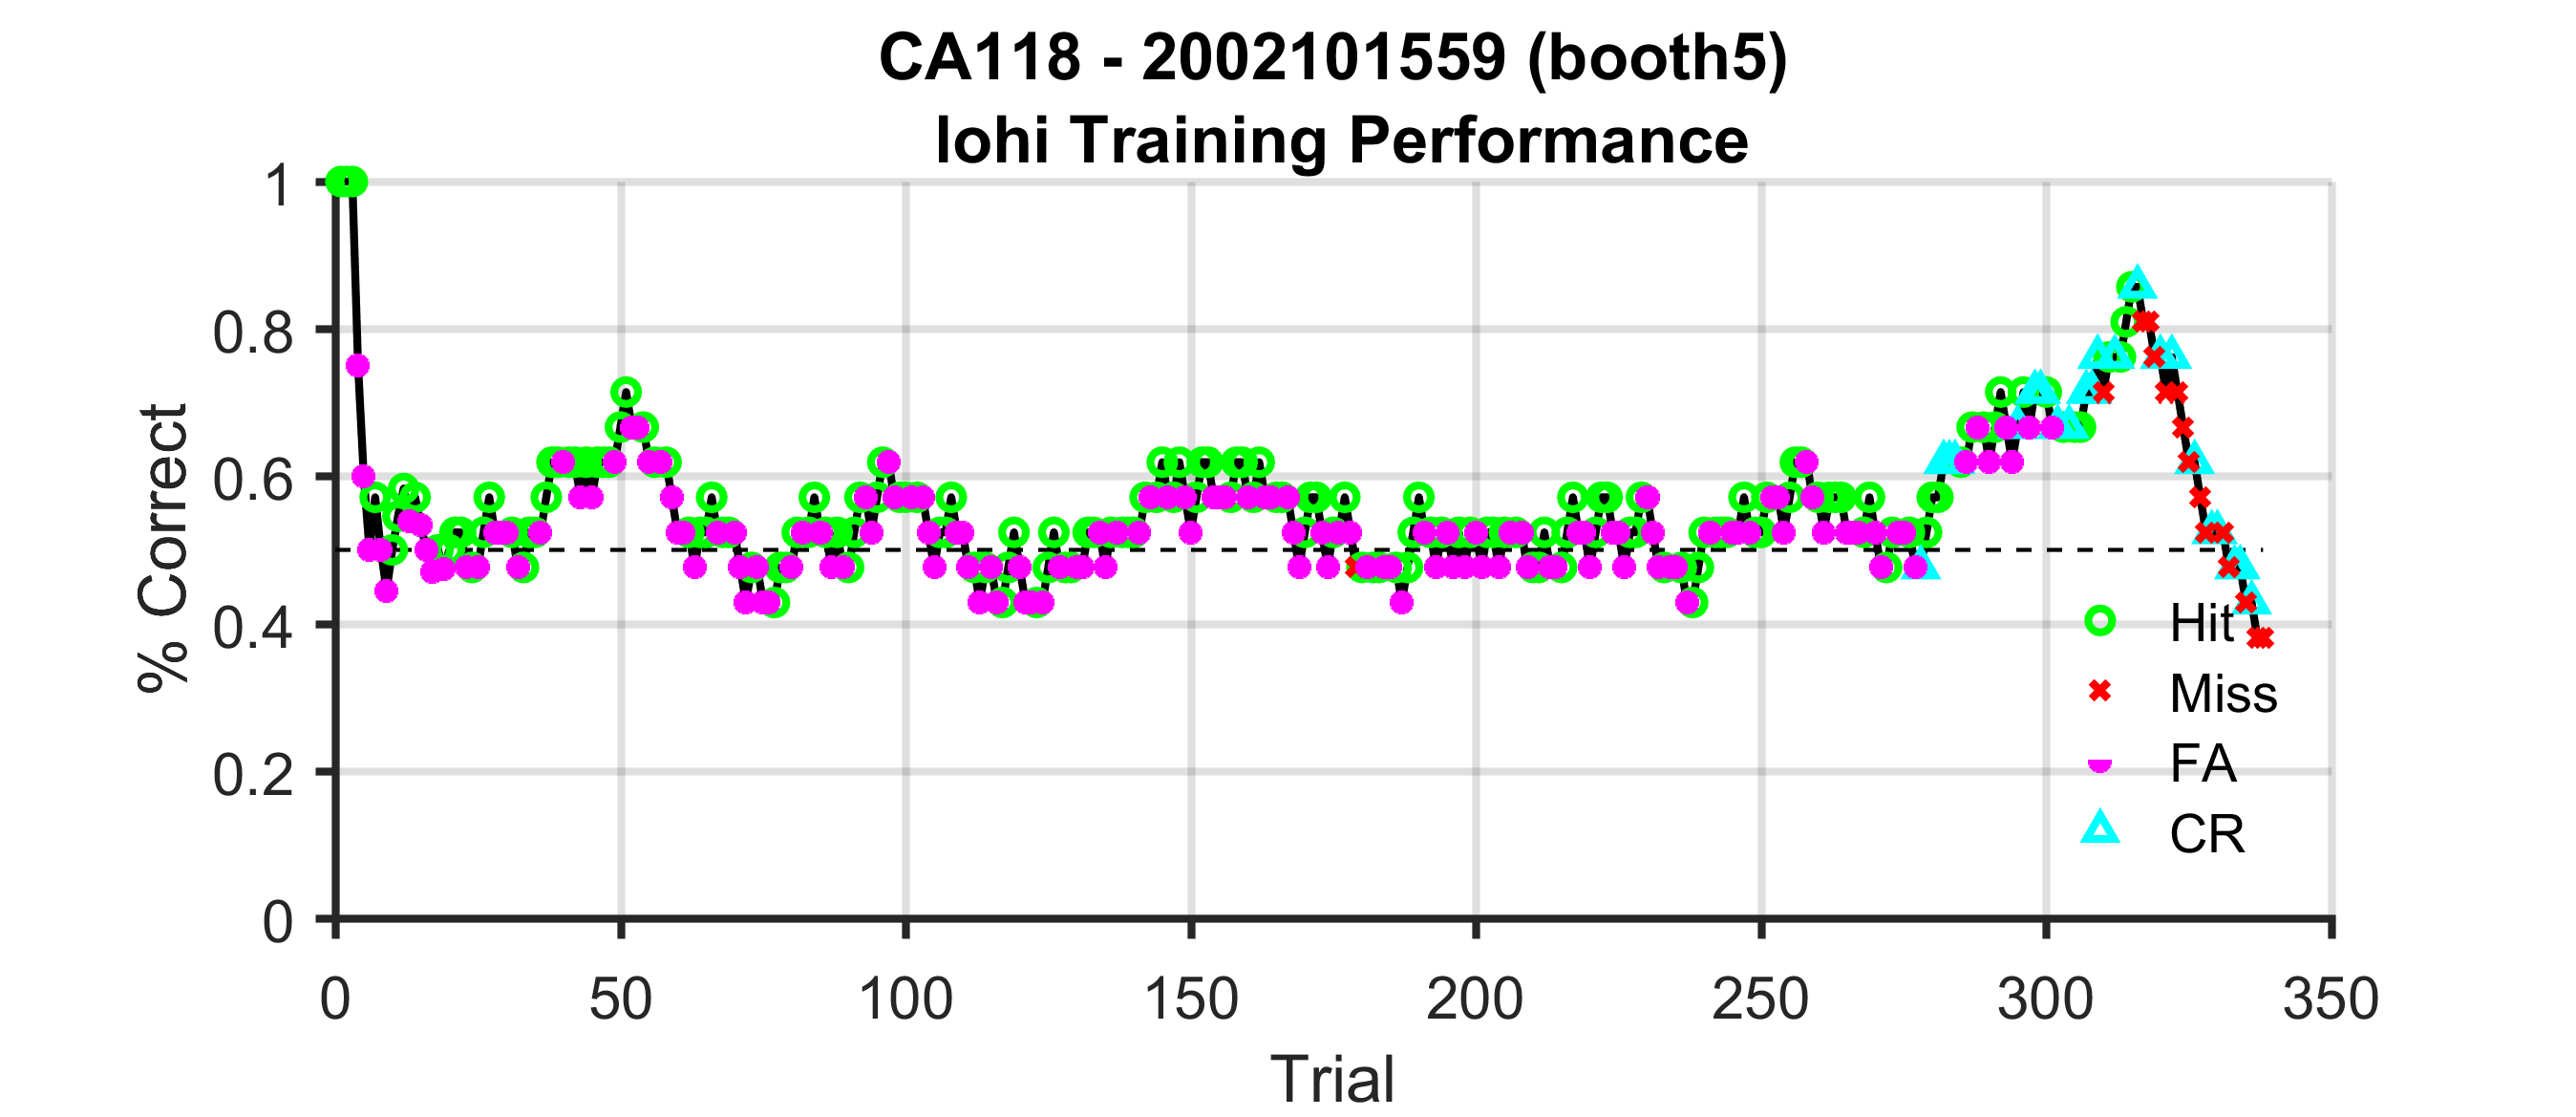 CA118 - 2002101559 (booth5)
lohi Training Performance
% Correct
1
0.8
0.6
0.4
0.2
0
0 50 100 150 200 250 300 350
Trial
Hit
Miss
FA
CR